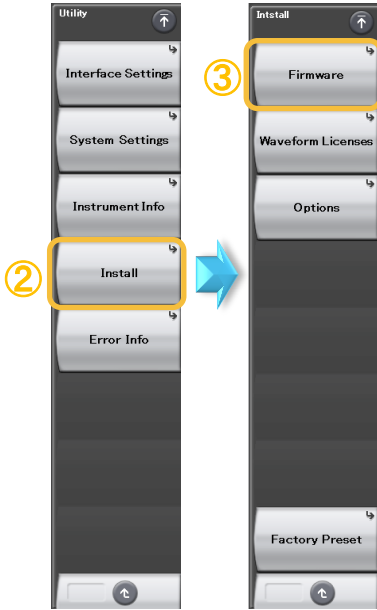 Utility
Interface Settings
System Settings
Instrument Info
② Install
Error Info
Intstall
③ Firmware
Waveform Licenses
Options
Factory Preset